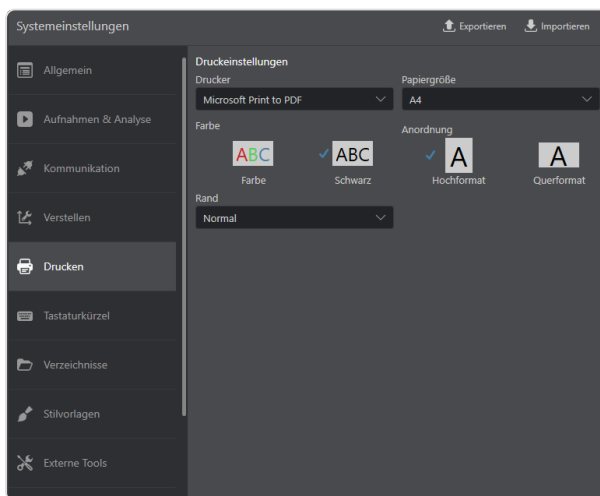 Systemeinstellungen
Exportieren
Importieren
Allgemein
Aufnahmen & Analyse
Kommunikation
Verstellen
Drucken
Tastaturkürzel
Verzeichnisse
Stilvorlagen
Externe Tools
Druckeinstellungen
Drucker
Papiergröße
Microsoft Print to PDF
A4
Farbe
Anordnung
ABC
ABC
A
A
Farbe
Schwarz
Hochformat
Querformat
Rand
Normal